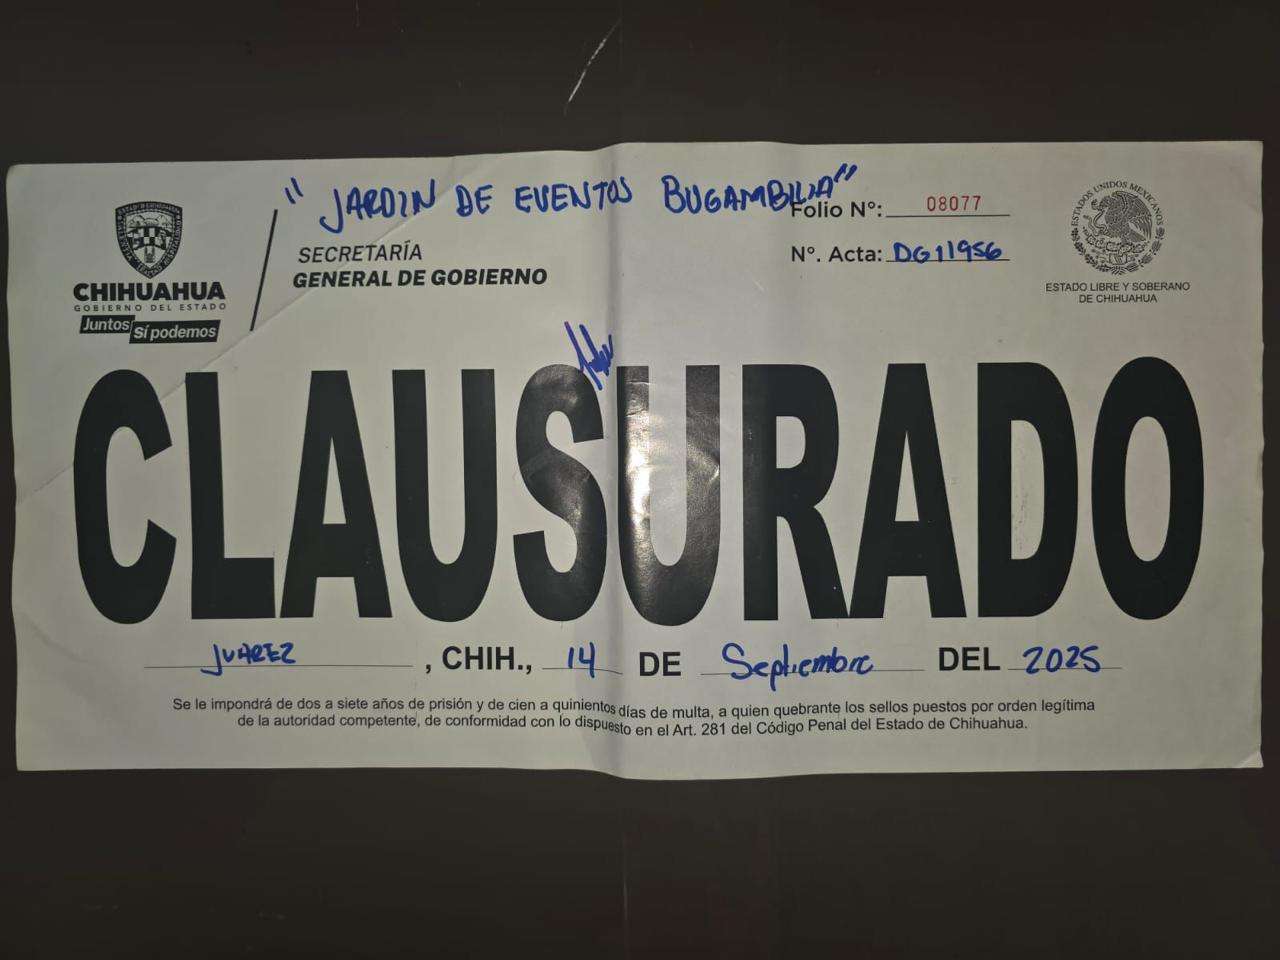 "JARDIN DE EVENTOS BUGAMBILIA"
Folio N°: 08077
N°. Acta: DG11956
SECRETARÍA
GENERAL DE GOBIERNO
CHIHUAHUA
GOBIERNO DEL ESTADO
Juntos Sí podemos
ESTADOS UNIDOS MEXICANOS
ESTADO LIBRE Y SOBERANO
DE CHIHUAHUA
CLAUSURADO
JUAREZ, CHIH., 14 DE Septiembre DEL 2025
Se le impondrá de dos a siete años de prisión y de cien a quinientos días de multa, a quien quebrante los sellos puestos por orden legítima
de la autoridad competente, de conformidad con lo dispuesto en el Art. 281 del Código Penal del Estado de Chihuahua.